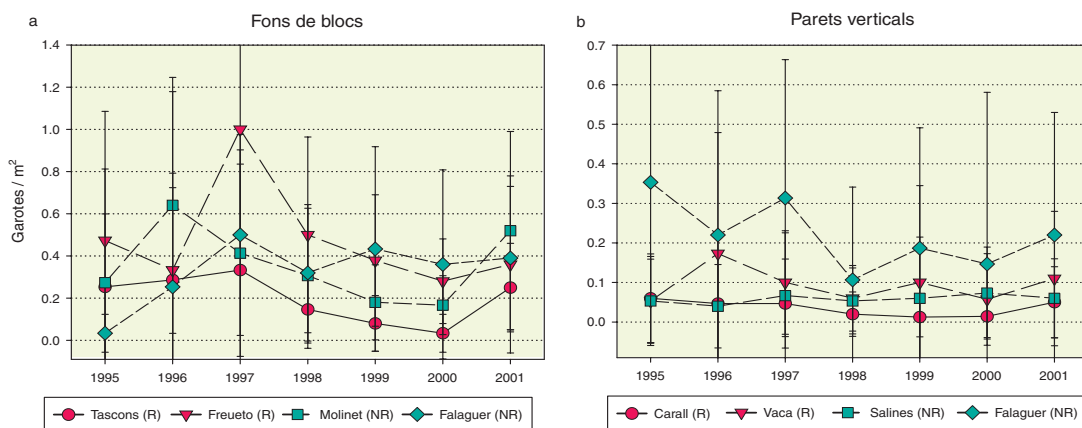 a
Fons de blocs
Garotes / m²
1.4
1.2
1.0
0.8
0.6
0.4
0.2
0.0
1995 1996 1997 1998 1999 2000 2001
Tascons (R) Freueto (R) Molinet (NR) Falaguer (NR)
b
Parets verticals
0.7
0.6
0.5
0.4
0.3
0.2
0.1
0.0
1995 1996 1997 1998 1999 2000 2001
Carall (R) Vaca (R) Salines (NR) Falaguer (NR)